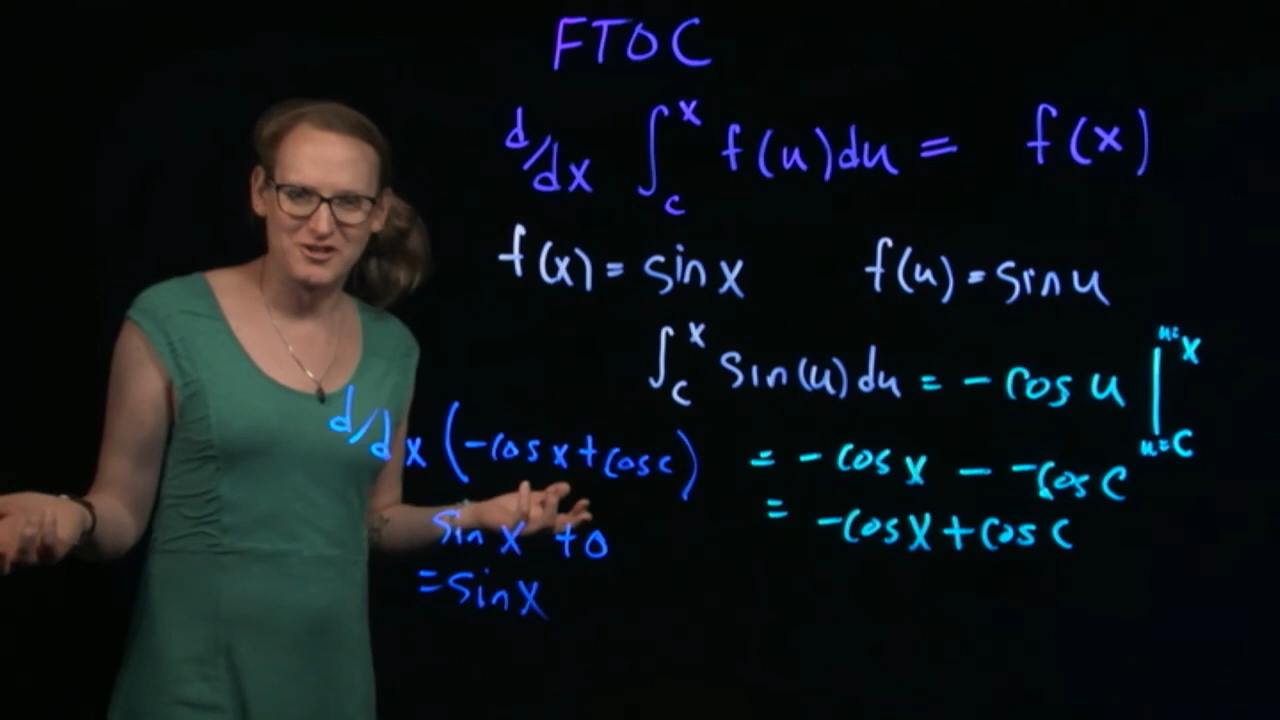 FTOC
d/dx ∫_c^x f(u)du = f(x)
f(x) = sin x f(u) = sin u
∫_c^x sin(u)du = -cos u |_{u=c}^{u=x}
d/dx (-cos x + cos c) = -cos x - -cos c
sin x + 0 = -cos x + cos c
= sin x